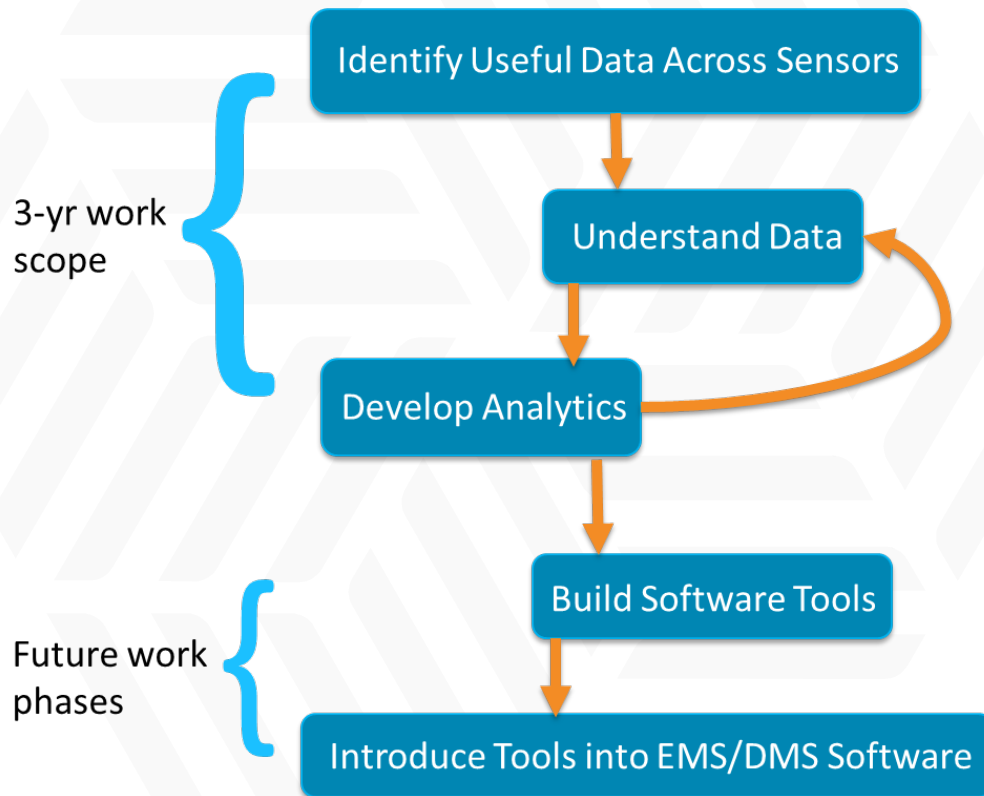 Identify Useful Data Across Sensors
3-yr work
scope
Understand Data
Develop Analytics
Build Software Tools
Future work
phases
Introduce Tools into EMS/DMS Software